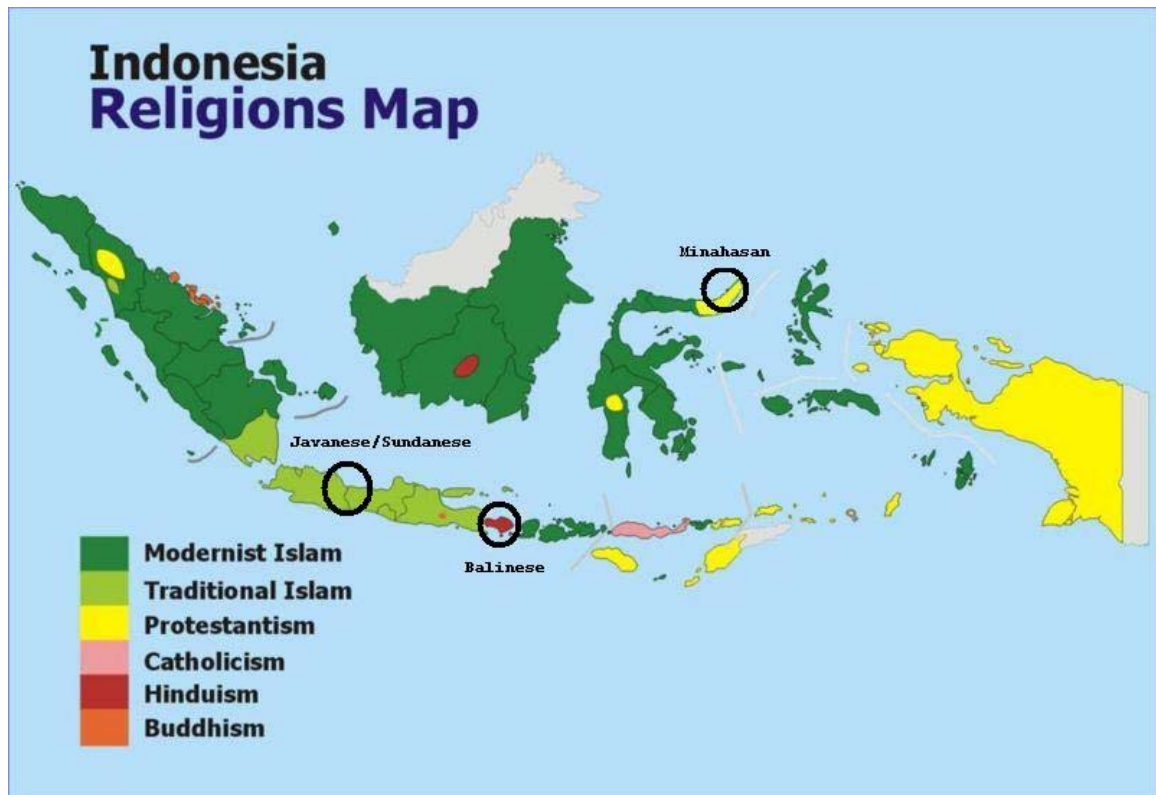 Indonesia
Religions Map
Minahasan
Javanese/Sundanese
Balinese
Modernist Islam
Traditional Islam
Protestantism
Catholicism
Hinduism
Buddhism